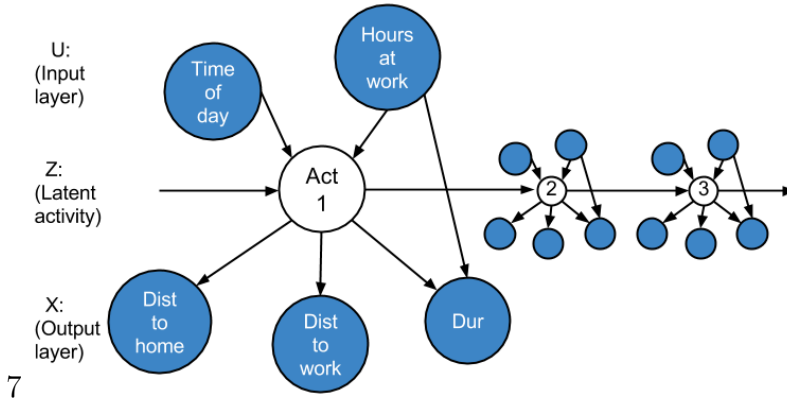 U:
(Input
layer)
Time
of
day
Hours
at
work
Z:
(Latent
activity)
Act
1
2
3
X:
(Output
layer)
Dist
to
home
Dist
to
work
Dur
7